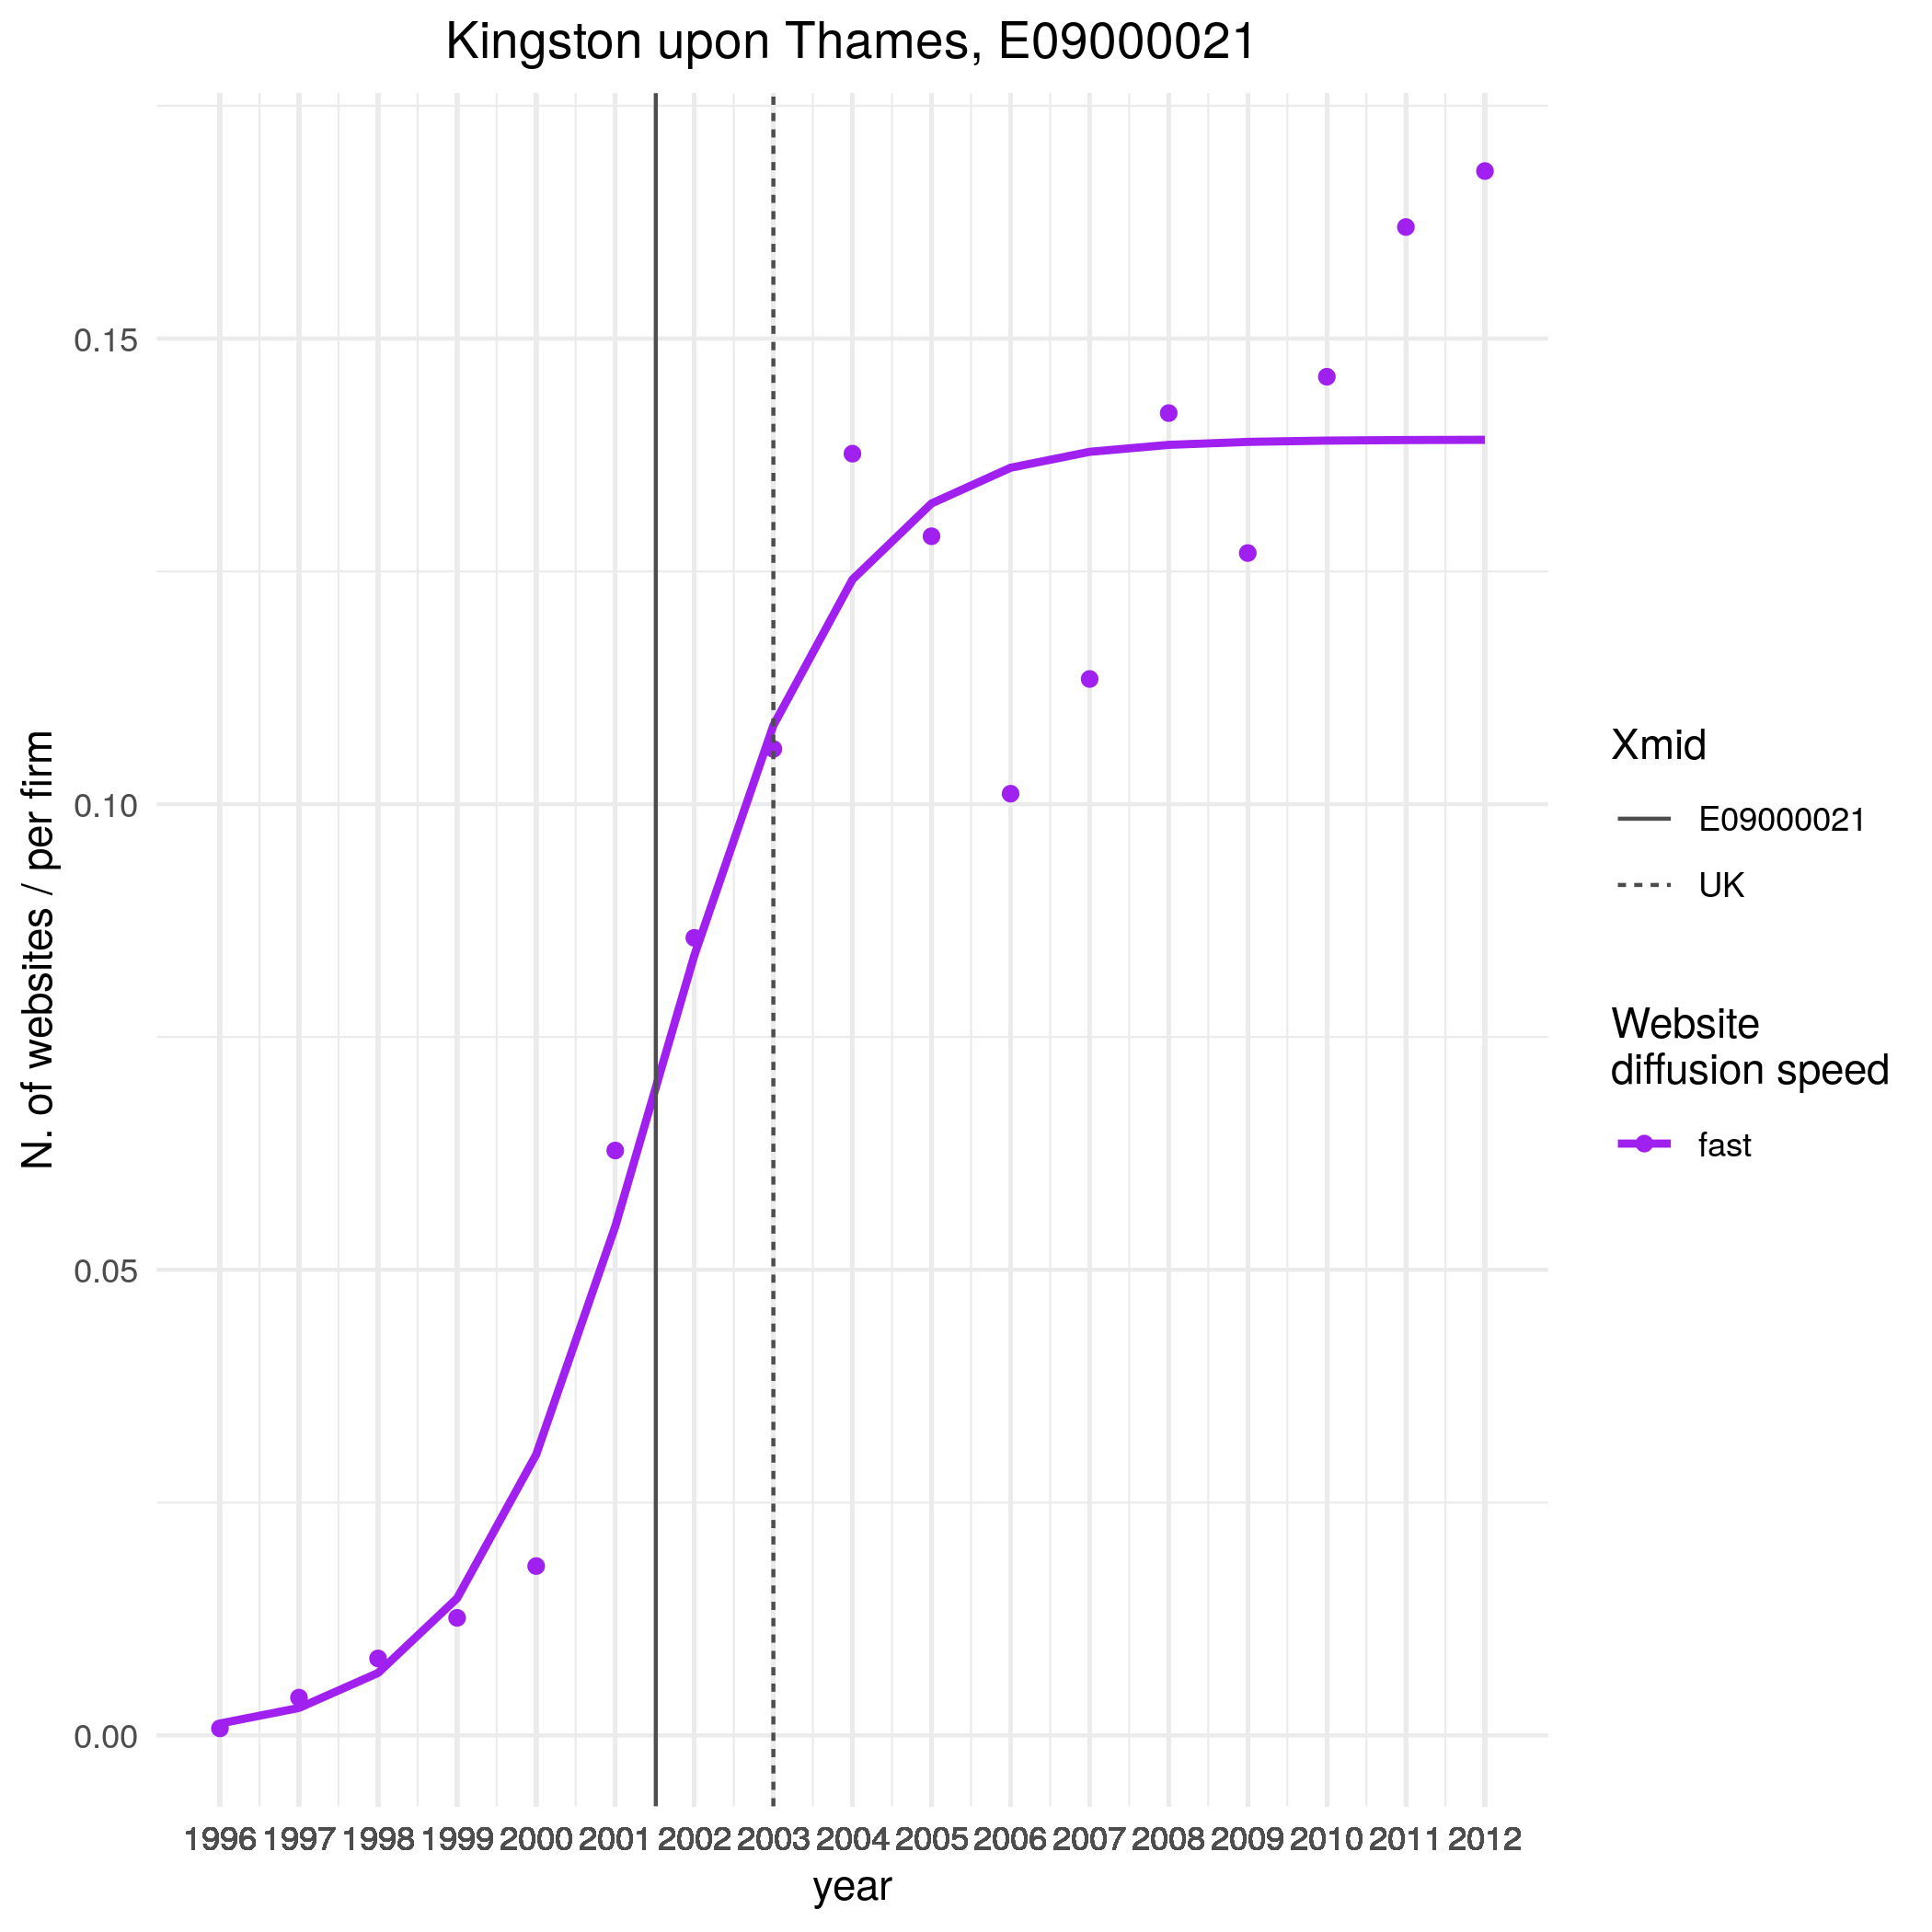 Kingston upon Thames, E09000021
N. of websites / per firm
0.15
0.10
0.05
0.00
1996 1997 1998 1999 2000 2001 2002 2003 2004 2005 2006 2007 2008 2009 2010 2011 2012
year
Xmid
E09000021
UK
Website
diffusion speed
fast